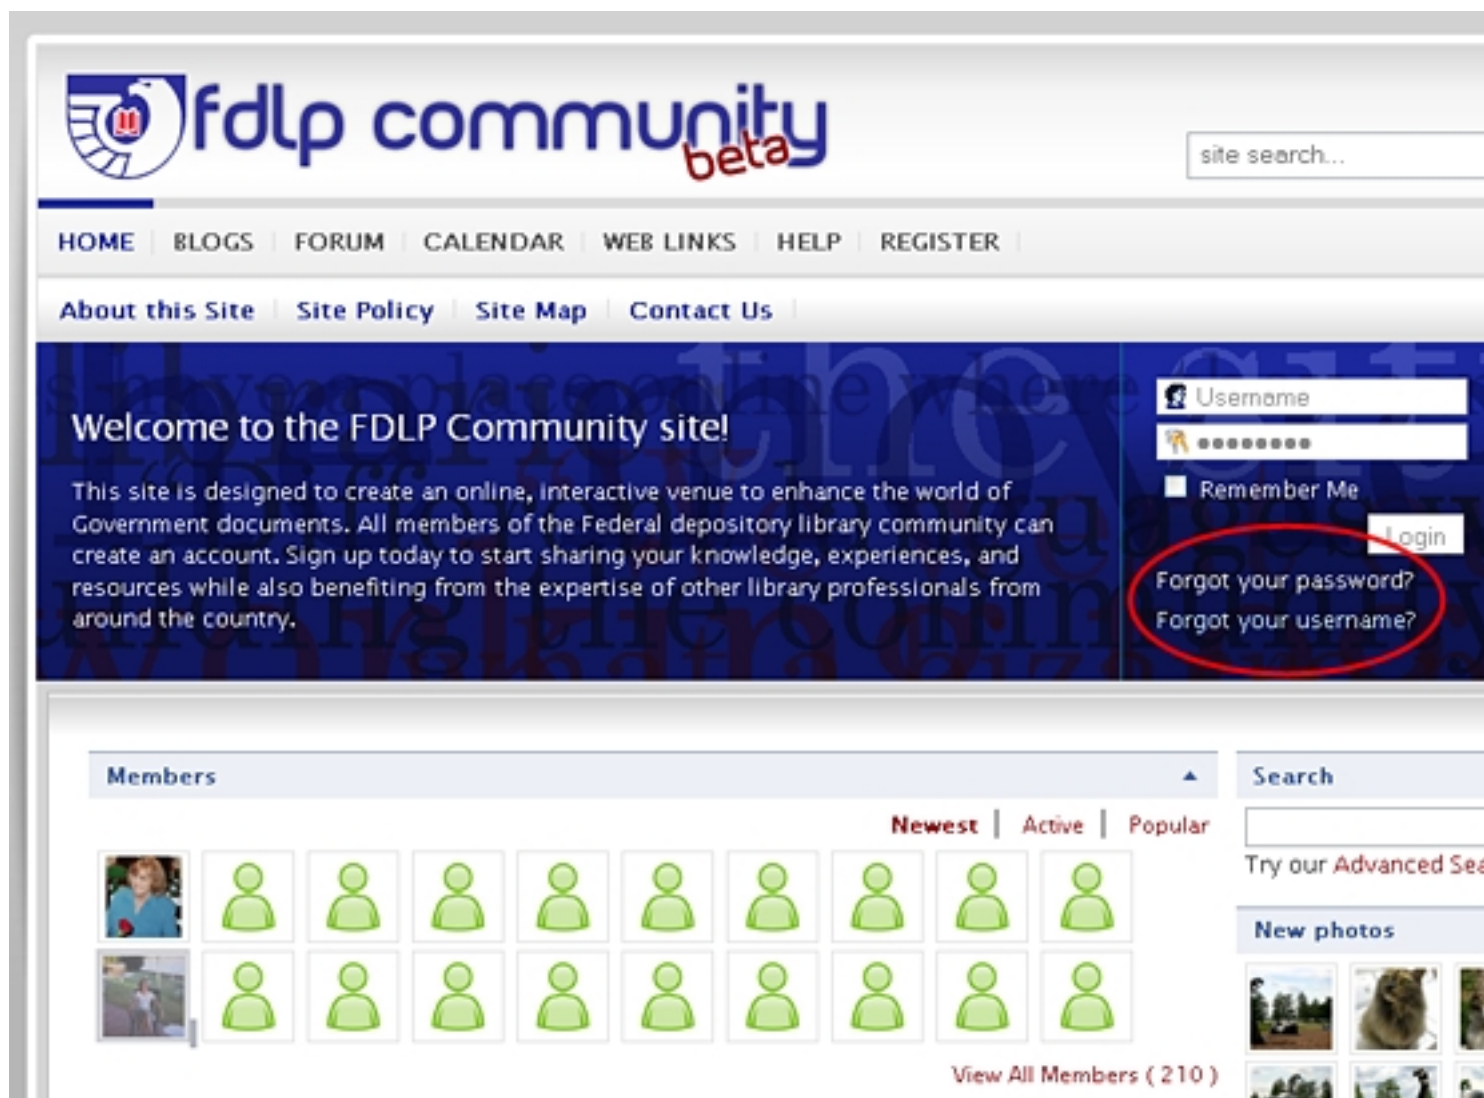 fdlp community
beta
site search...
HOME BLOGS FORUM CALENDAR WEB LINKS HELP REGISTER
About this Site Site Policy Site Map Contact Us
Welcome to the FDLP Community site!
This site is designed to create an online, interactive venue to enhance the world of
Government documents. All members of the Federal depository library community can
create an account. Sign up today to start sharing your knowledge, experiences, and
resources while also benefiting from the expertise of other library professionals from
around the country.
Username
Remember Me
Login
Forgot your password?
Forgot your username?
Members
Newest | Active | Popular
View All Members ( 210 )
Search
Try our Advanced
New photos